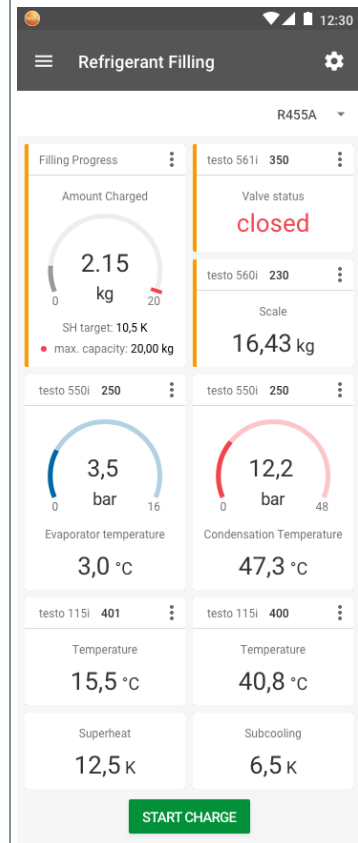 12:30
Refrigerant Filling
R455A
Filling Progress
Amount Charged
2.15
kg
0 20
SH target: 10,5 K
max. capacity: 20,00 kg
testo 561i 350
Valve status
closed
testo 560i 230
Scale
16,43 kg
testo 550i 250
3,5
bar
0 16
Evaporator temperature
3,0 °C
testo 550i 250
12,2
bar
0 48
Condensation Temperature
47,3 °C
testo 115i 401
Temperature
15,5 °C
testo 115i 400
Temperature
40,8 °C
Superheat
12,5 K
Subcooling
6,5 K
START CHARGE